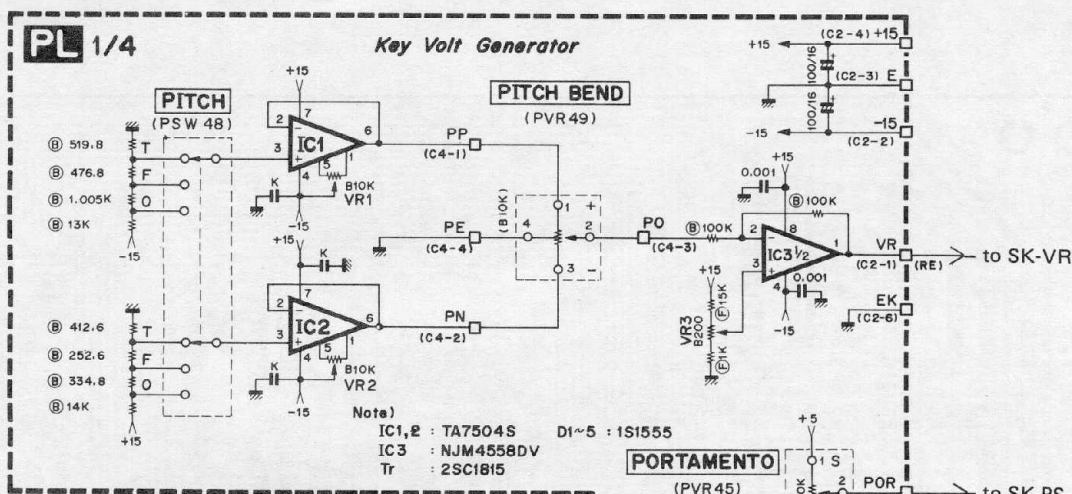 PL 1/4
Key Volt Generator
PITCH
(PSW 48)
PITCH BEND
(PVR49)
+15
(C2-4) +15
100/16
+
(C2-3) E
100/16
+
-15
-15
(C2-2)
Ⓑ 519.8
Ⓑ 476.8
Ⓑ 1.005K
Ⓑ 13K
-15
T
F
O
+15
2
7
IC1
6
3
4
5
1
K
B10K
VR1
-15
PP
(C4-1)
PE
(C4-4)
(B10K)
1
+
4
2
3
-
PO
(C4-3)
Ⓑ100K
+15
0.001
Ⓑ 100K
2
8
IC3 ½
1
3
4
0.001
-15
+15
Ⓕ15K
VR3
B200
Ⓕ1K
VR
(C2-1)
(RE)
to SK-VR
EK
(C2-6)
Ⓑ 412.6
Ⓑ 252.6
Ⓑ 334.8
Ⓑ 14K
+15
T
F
O
+15
K
2
7
IC2
6
3
4
5
1
K
B10K
VR2
-15
PN
(C4-2)
Note)
IC1,2 : TA7504S
D1~5 : 1S1555
IC3 : NJM4558DV
Tr : 2SC1815
PORTAMENTO
(PVR45)
+5
1 S
2
POR
to SK-PS